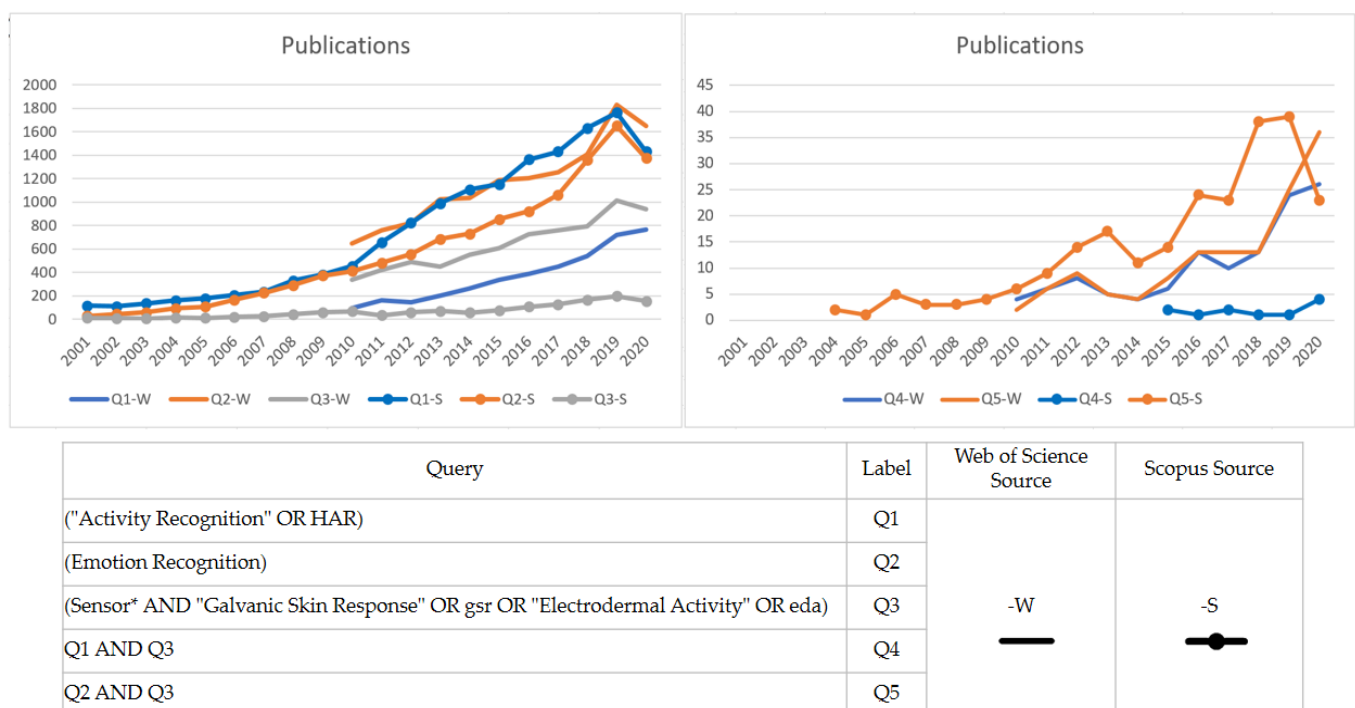 Publications
2000
1800
1600
1400
1200
1000
800
600
400
200
0
2001 2002 2003 2004 2005 2006 2007 2008 2009 2010 2011 2012 2013 2014 2015 2016 2017 2018 2019 2020
Q1-W Q2-W Q3-W Q1-S Q2-S Q3-S
Publications
45
40
35
30
25
20
15
10
5
0
2001 2002 2003 2004 2005 2006 2007 2008 2009 2010 2011 2012 2013 2014 2015 2016 2017 2018 2019 2020
Q4-W Q5-W Q4-S Q5-S
Query Label Web of Science Source Scopus Source
("Activity Recognition" OR HAR) Q1
(Emotion Recognition) Q2
(Sensor* AND "Galvanic Skin Response" OR gsr OR "Electrodermal Activity" OR eda) Q3 -W -S
Q1 AND Q3 Q4
Q2 AND Q3 Q5